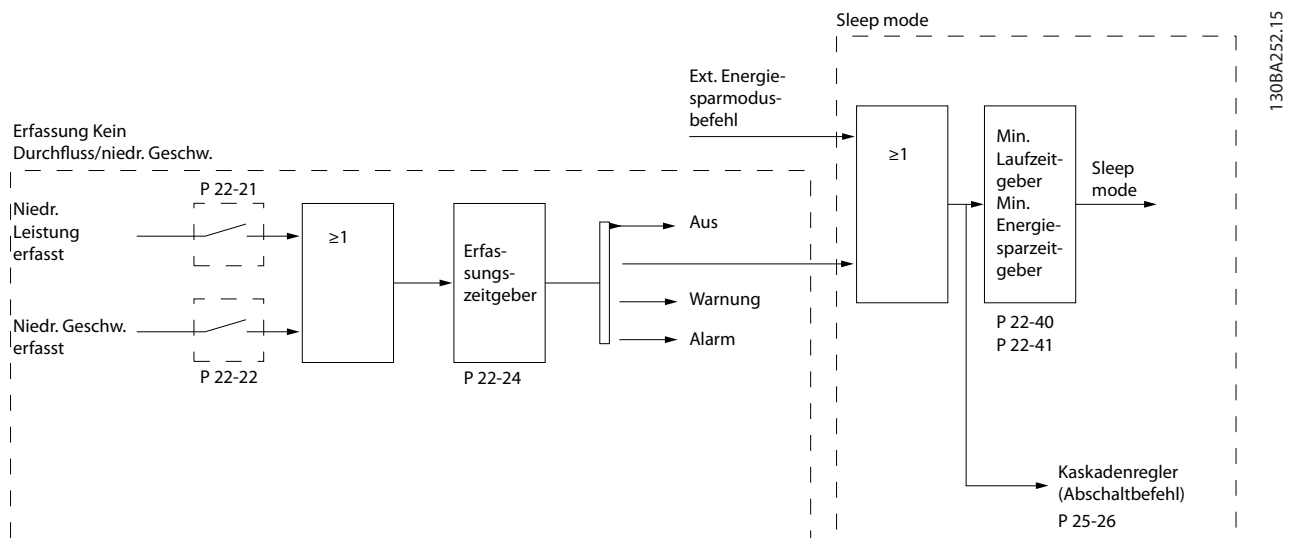 Sleep mode
130BA252.15
Ext. Energie-
sparmodus-
befehl
Erfassung Kein
Durchfluss/niedr. Geschw.
P 22-21
Niedr.
Leistung
erfasst
≥1
Erfas-
sungs-
zeitgeber
Aus
Warnung
Alarm
Niedr. Geschw.
erfasst
P 22-22
P 22-24
≥1
Min.
Laufzeit-
geber
Min.
Energie-
sparzeit-
geber
Sleep
mode
P 22-40
P 22-41
Kaskadenregler
(Abschaltbefehl)
P 25-26